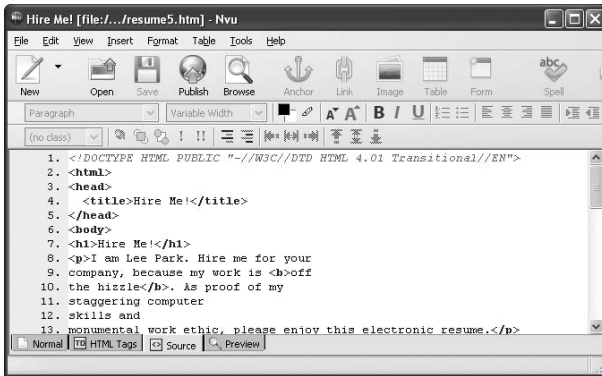 Hire Me! [file:/.../resume5.htm] - Nvu
File Edit View Insert Format Table Tools Help
New Open Save Publish Browse Anchor Link Image Table Form Spell
Paragraph Variable Width
(no class)
1. <!DOCTYPE HTML PUBLIC "-//W3C//DTD HTML 4.01 Transitional//EN">
2. <html>
3. <head>
4. <title>Hire Me!</title>
5. </head>
6. <body>
7. <h1>Hire Me!</h1>
8. <p>I am Lee Park. Hire me for your
9. company, because my work is <b>off
10. the hizzle</b>. As proof of my
11. staggering computer
12. skills and
13. monumental work ethic, please enjoy this electronic resume.</p>
Normal HTML Tags Source Preview